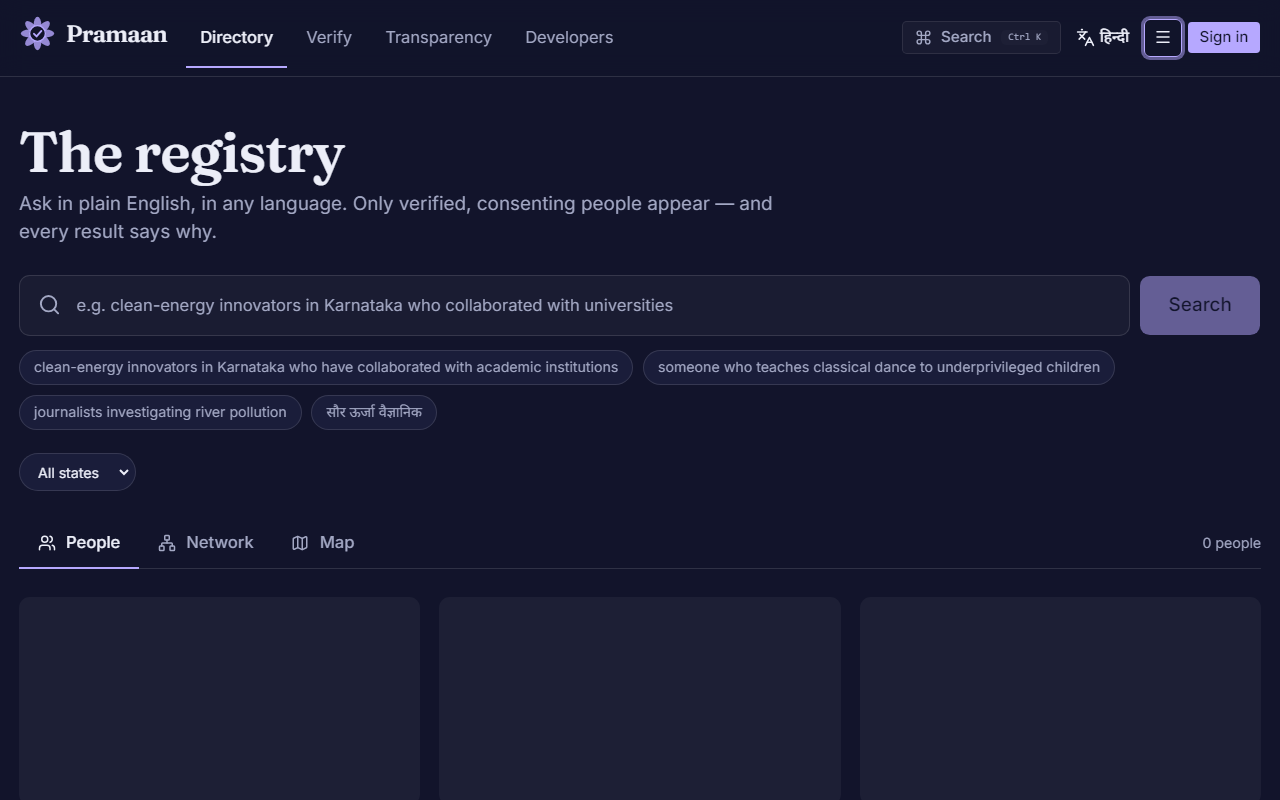 Pramaan
Directory
Verify
Transparency
Developers
Search Ctrl K
हिन्दी
Sign in
The registry
Ask in plain English, in any language. Only verified, consenting people appear — and
every result says why.
e.g. clean-energy innovators in Karnataka who collaborated with universities
Search
clean-energy innovators in Karnataka who have collaborated with academic institutions
someone who teaches classical dance to underprivileged children
journalists investigating river pollution
सौर ऊर्जा वैज्ञानिक
All states
People
Network
Map
0 people